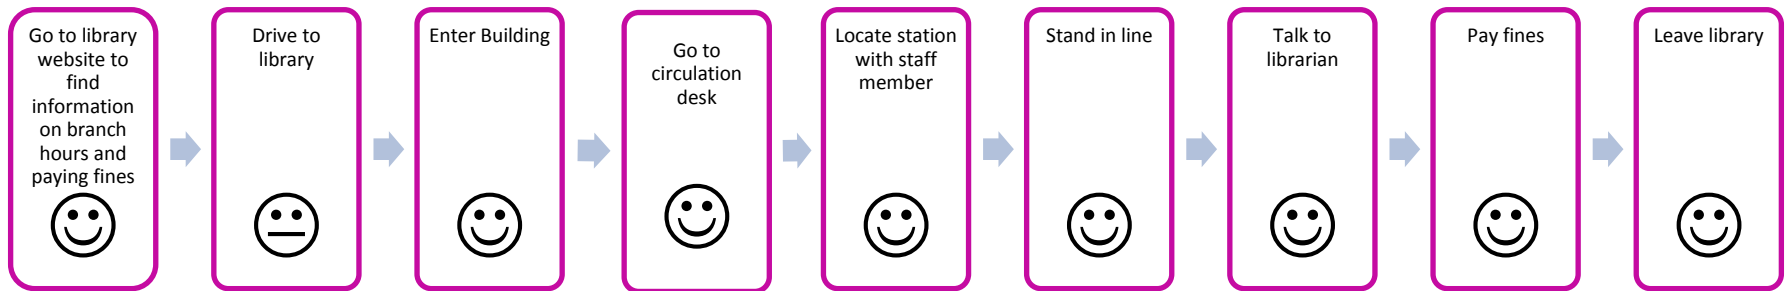 Go to library
website to
find
information
on branch
hours and
paying fines
Drive to
library
Enter Building
Go to
circulation
desk
Locate station
with staff
member
Stand in line
Talk to
librarian
Pay fines
Leave library